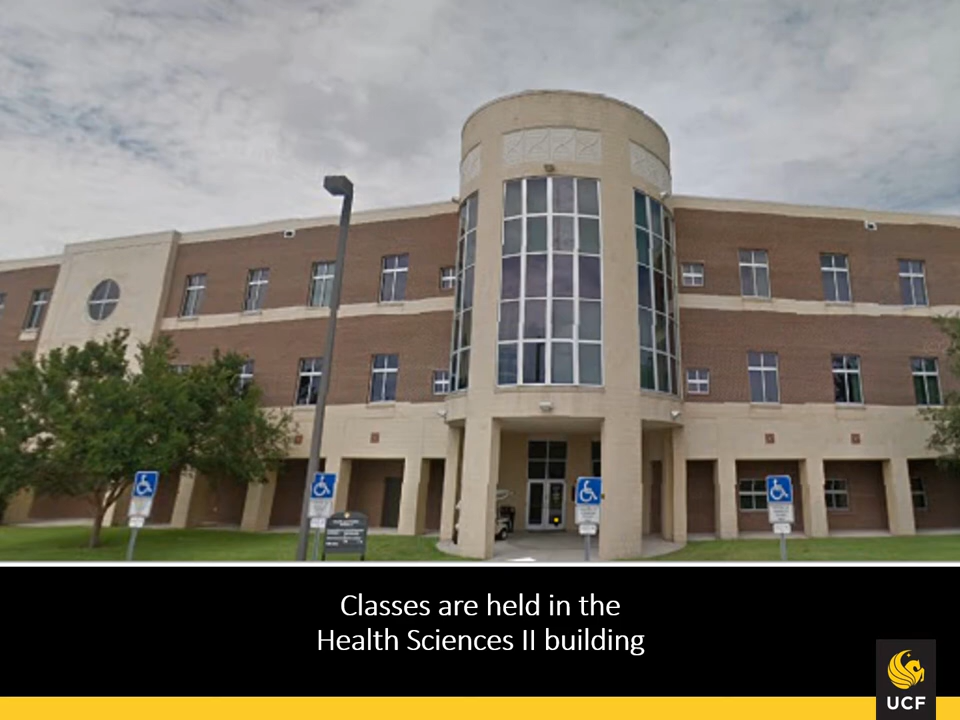 Classes are held in the
Health Sciences II building
UCF